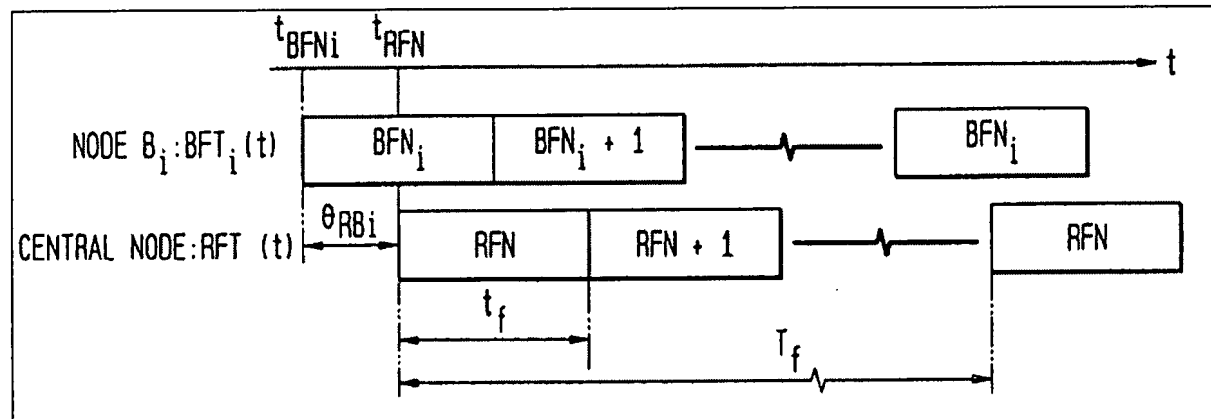 t_BFNi t_RFN
t
NODE B_i:BFT_i(t) BFN_i BFN_i + 1 BFN_i
θ_RBi
CENTRAL NODE:RFT (t) RFN RFN + 1 RFN
t_f
T_f